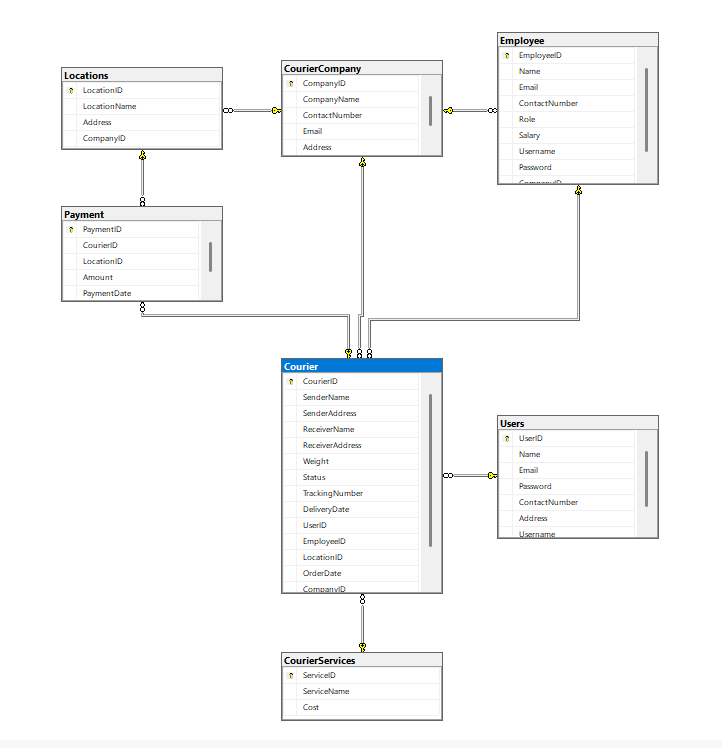 Employee
EmployeeID
Name
Email
ContactNumber
Role
Salary
Username
Password
CompanyID
CourierCompany
CompanyID
CompanyName
ContactNumber
Email
Address
Locations
LocationID
LocationName
Address
CompanyID
Payment
PaymentID
CourierID
LocationID
Amount
PaymentDate
Courier
CourierID
SenderName
SenderAddress
ReceiverName
ReceiverAddress
Weight
Status
TrackingNumber
DeliveryDate
UserID
EmployeeID
LocationID
OrderDate
CompanyID
Users
UserID
Name
Email
Password
ContactNumber
Address
Username
CourierServices
ServiceID
ServiceName
Cost